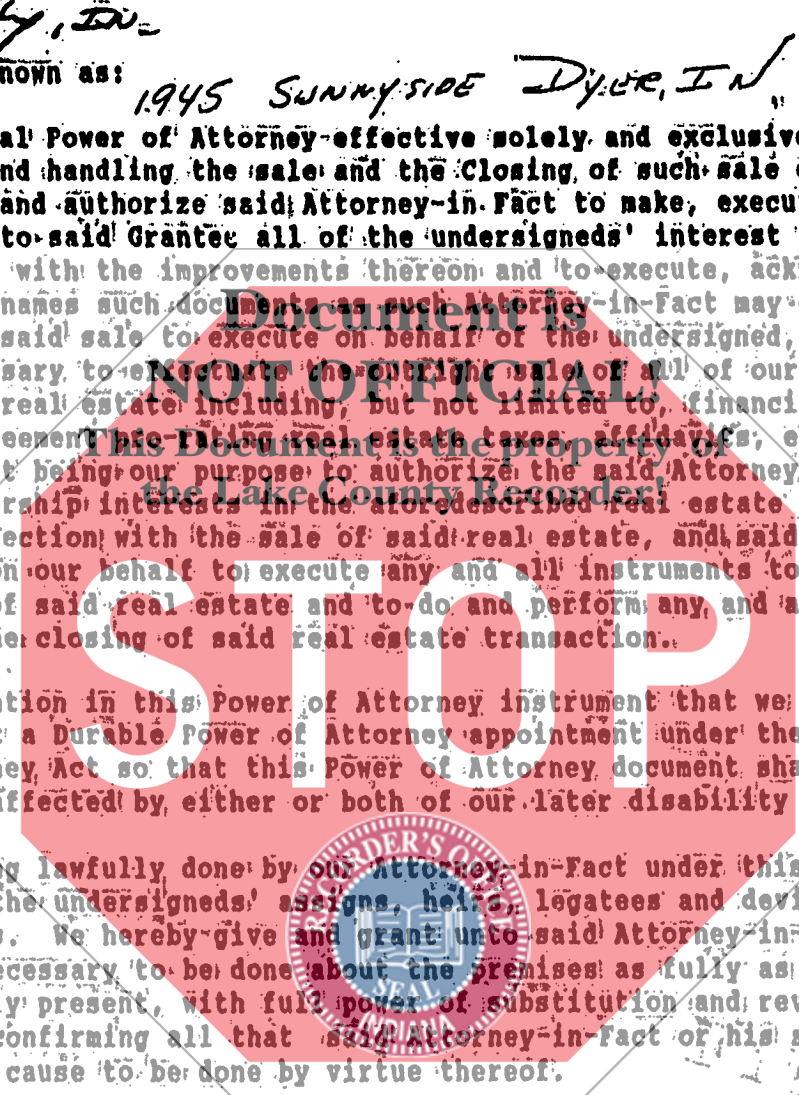 y, IN.
nown as: 1945 SUNNYSIDE DYER, IN
al Power of Attorney-effective solely and exclusive
nd handling the sale and the Closing of such sale
and authorize said Attorney-in Fact to make, execu
to said Grantee all of the undersigneds' interest
with the improvements thereon and to execute, ack
names such documents as such Attorney-in-Fact may
said sale to execute on behalf of the undersigned,
sary to effectuate the outright sale of all of our
real estate including, but not limited to, financi
eement real estate taxes, affidavits, e
t being our purpose to authorize the said Attorney
rship interests in the described real estate
ection with the sale of said real estate, and said
on our behalf to execute any and all instruments to
of said real estate and to do and perform any and a
e closing of said real estate transaction.
ntion in this Power of Attorney instrument that we
a Durable Power of Attorney appointment under the
ney Act so that this Power of Attorney document sha
affected by either or both of our later disability
g lawfully done by our Attorney-in-Fact under this
the undersigneds' assigns, heirs, legatees and devi
s. We hereby give and grant unto said Attorney-in-
ecessary to be done about the premises as fully as
ly present, with full power of substitution and rev
confirming all that said Attorney-in-Fact or his s
cause to be done by virtue thereof.
Document is
NOT OFFICIAL!
This Document is the property of
the Lake County Recorder!
STOP
RECORDER'S OFFICE
SEAL
INDIANA